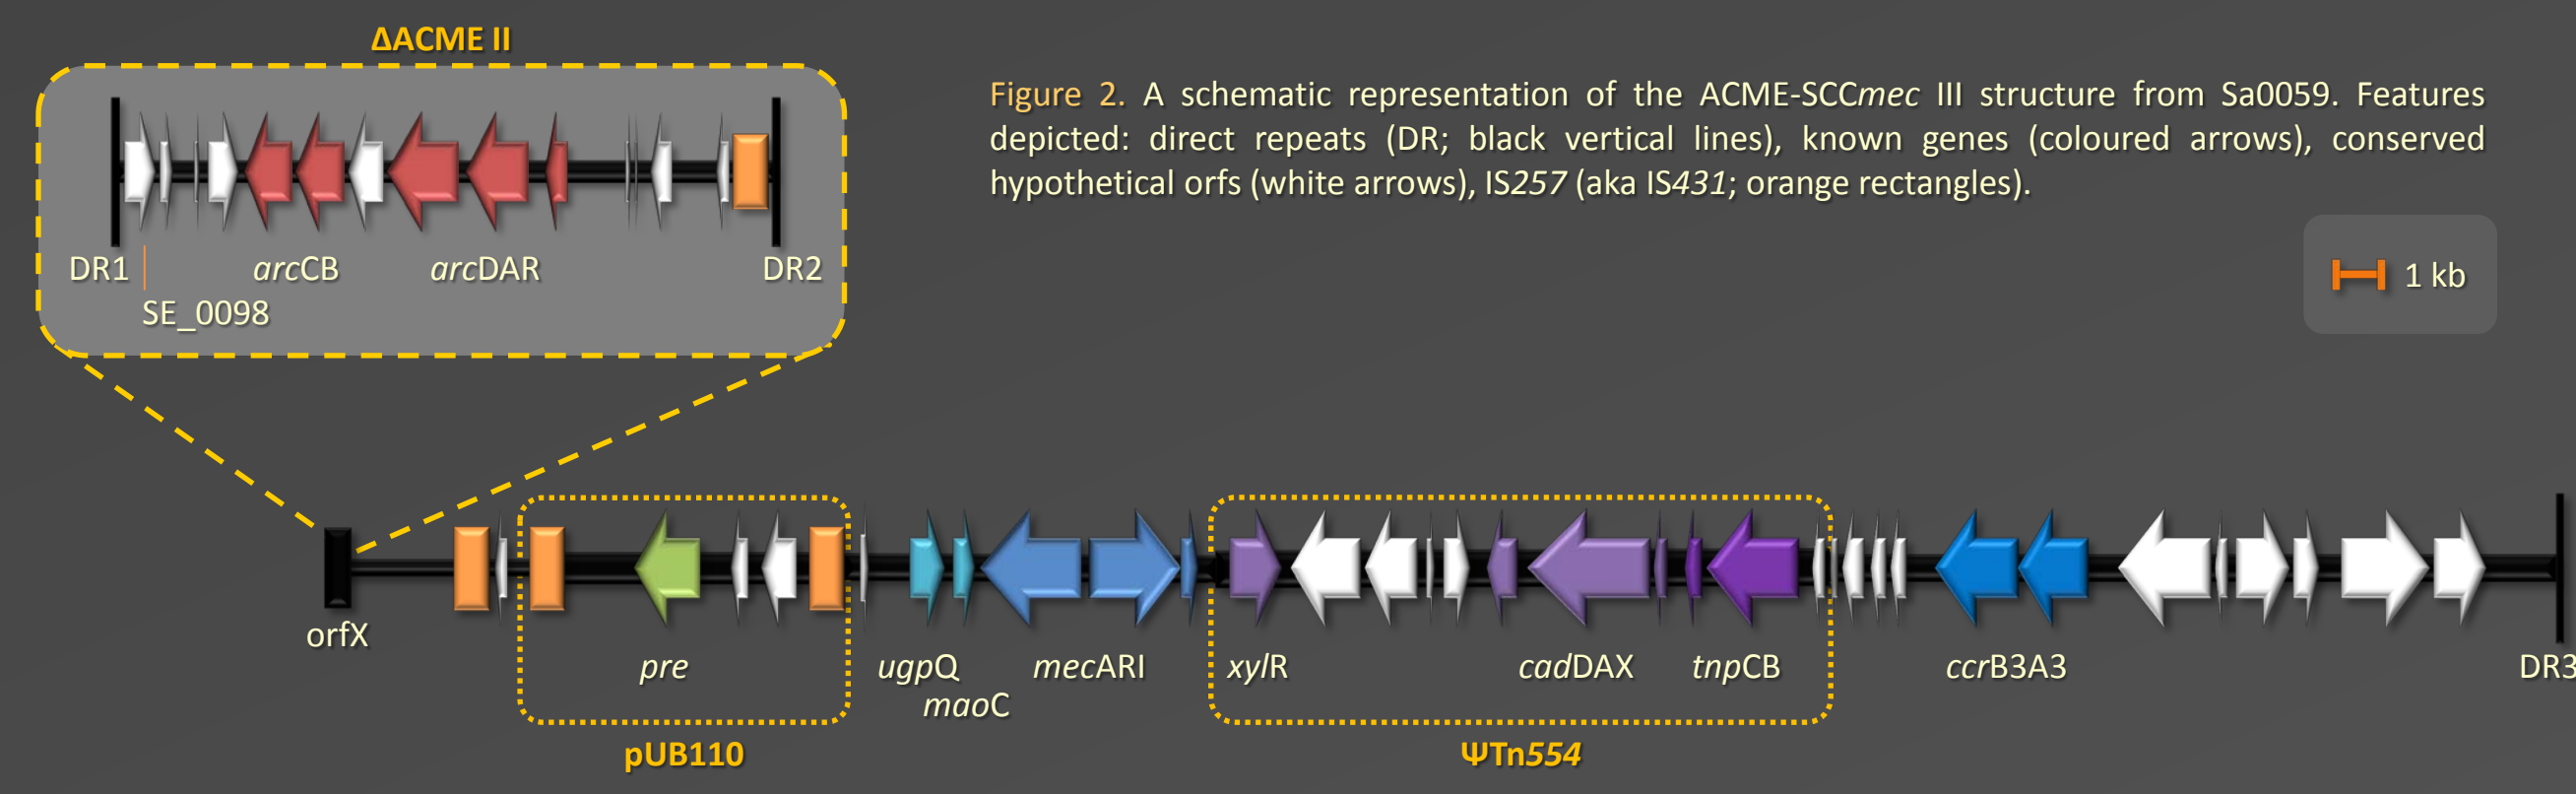 ΔACME II
Figure 2. A schematic representation of the ACME-SCCmec III structure from Sa0059. Features
depicted: direct repeats (DR; black vertical lines), known genes (coloured arrows), conserved
hypothetical orfs (white arrows), IS257 (aka IS431; orange rectangles).
DR1
arcCB
arcDAR
DR2
SE_0098
1 kb
orfX
pre
ugpQ
maoC
mecARI
xylR
cadDAX
tnpCB
ccrB3A3
DR3
pUB110
ΨTn554